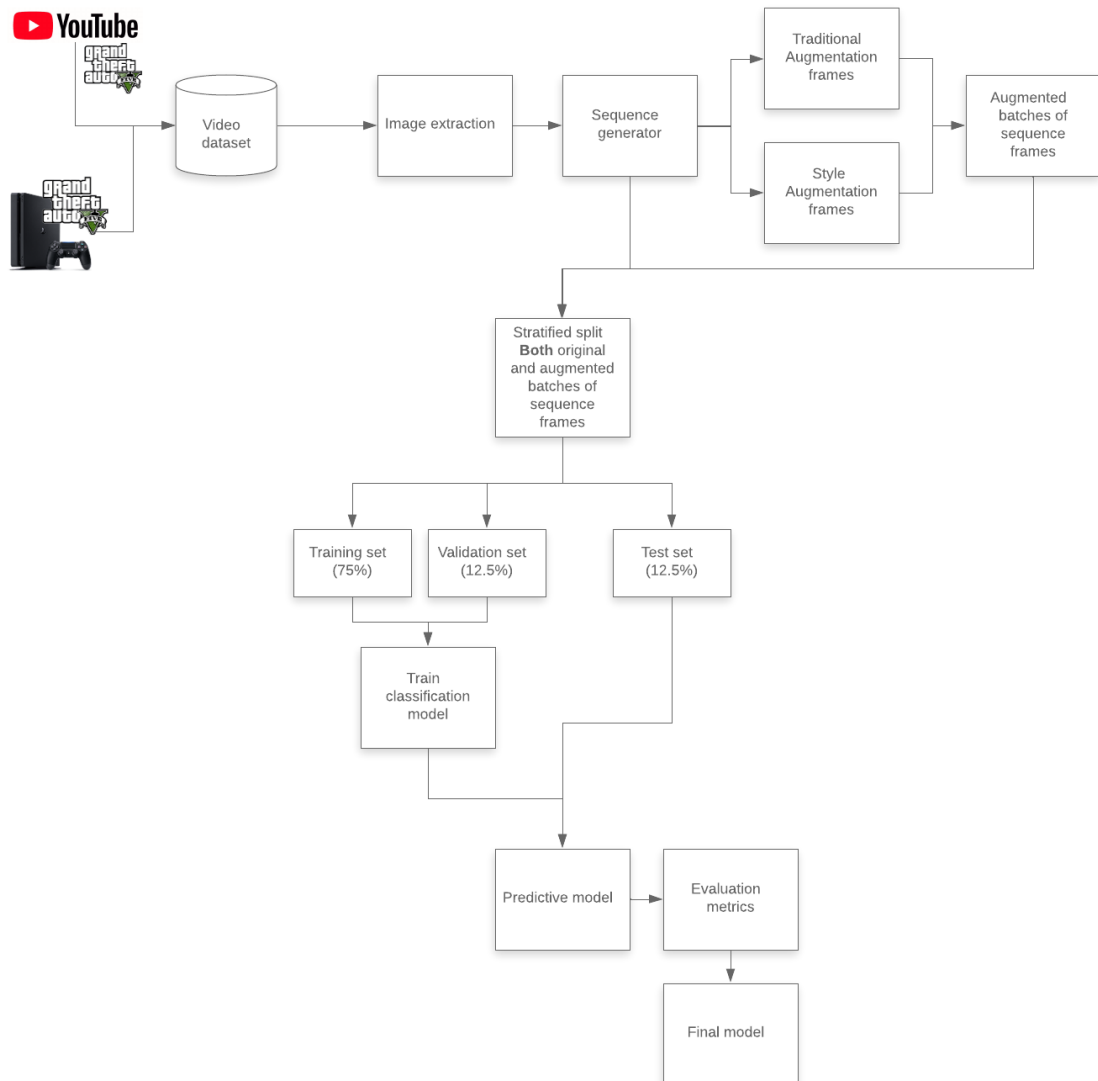 YouTube
grand
theft
auto
V
Video
dataset
Image extraction
Sequence
generator
Traditional
Augmentation
frames
Style
Augmentation
frames
Augmented
batches of
sequence
frames
grand
theft
auto
V
Stratified split
Both original
and augmented
batches of
sequence
frames
Training set
(75%)
Validation set
(12.5%)
Test set
(12.5%)
Train
classification
model
Predictive model
Evaluation
metrics
Final model